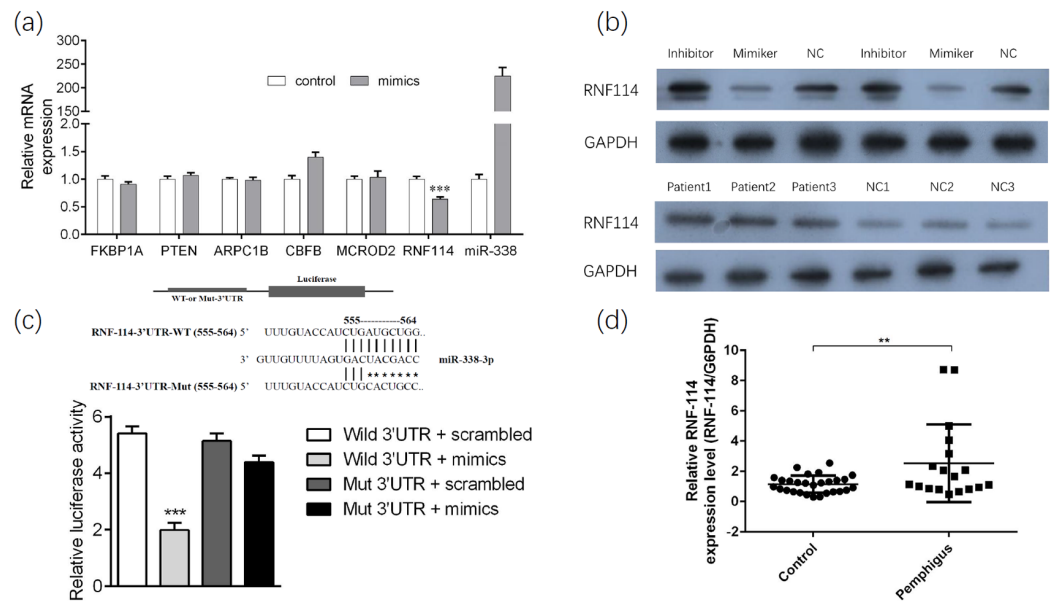 (a)
300
250
200
150
100
50
2.0
1.5
1.0
0.5
0.0
Relative mRNA
expression
control
mimics
***
FKBP1A PTEN ARPC1B CBFB MCROD2 RNF114 miR-338
(b)
Inhibitor Mimiker NC Inhibitor Mimiker NC
RNF114
GAPDH
Patient1 Patient2 Patient3 NC1 NC2 NC3
RNF114
GAPDH
(c)
Luciferase
WT-or Mut-3'UTR
555-----------564
RNF-114-3'UTR-WT (555-564) 5' UUUGUACCAUCUGAUGCUGG..
3' GUUGUUUUAGUGACUACGACC miR-338-3p
*******
RNF-114-3'UTR-Mut (555-564) 5' UUUGUACCAUCUGCACUGCC..
Relative luciferase activity
6
4
2
0
***
Wild 3'UTR + scrambled
Wild 3'UTR + mimics
Mut 3'UTR + scrambled
Mut 3'UTR + mimics
(d)
Relative RNF-114
expression level (RNF-114/G6PDH)
10
8
6
4
2
0
-2
**
Control
Pemphigus